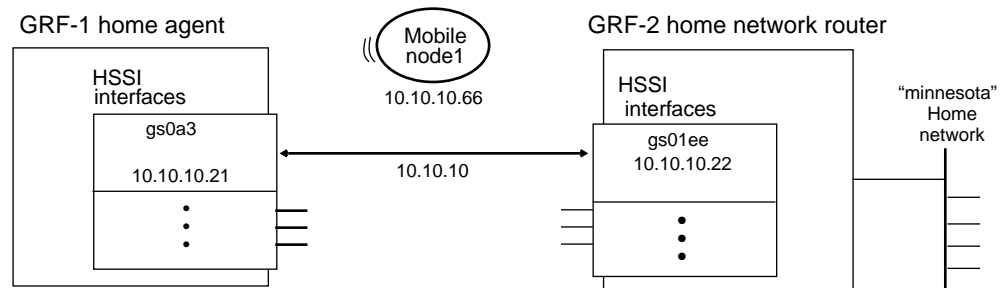 GRF-1 home agent
HSSI
interfaces
gs0a3
10.10.10.21
Mobile
node1
10.10.10.66
10.10.10
GRF-2 home network router
HSSI
interfaces
gs01ee
10.10.10.22
“minnesota”
Home
network